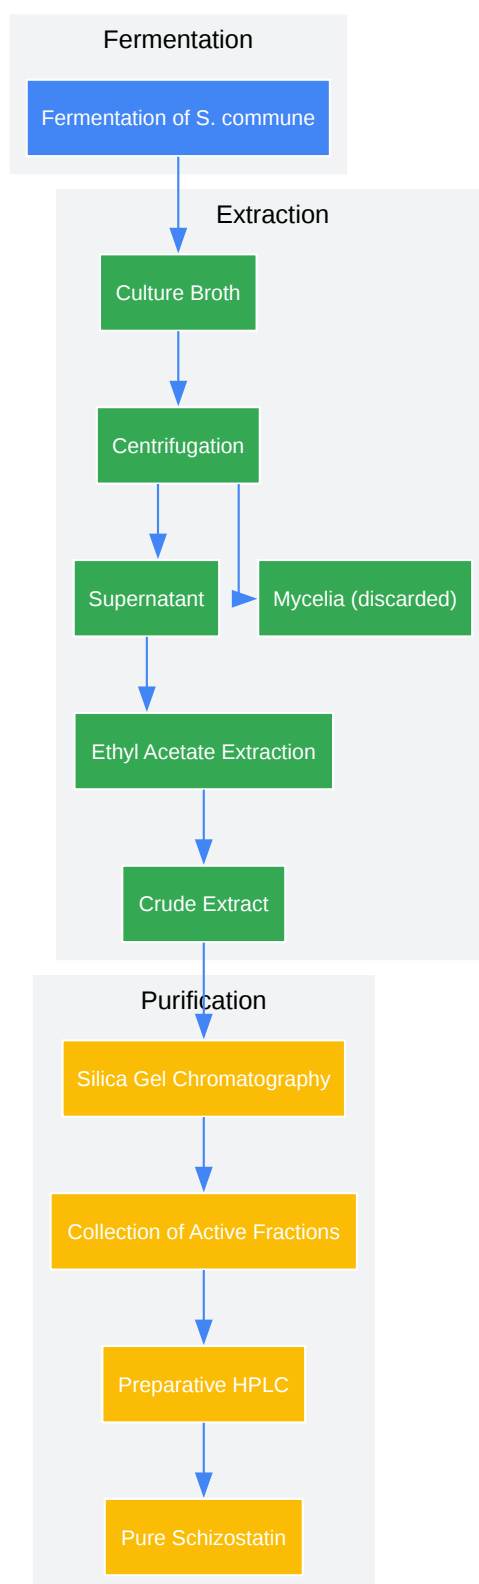 Fermentation
Fermentation of S. commune
Extraction
Culture Broth
Centrifugation
Supernatant
Mycelia (discarded)
Ethyl Acetate Extraction
Crude Extract
Purification
Silica Gel Chromatography
Collection of Active Fractions
Preparative HPLC
Pure Schizostatin